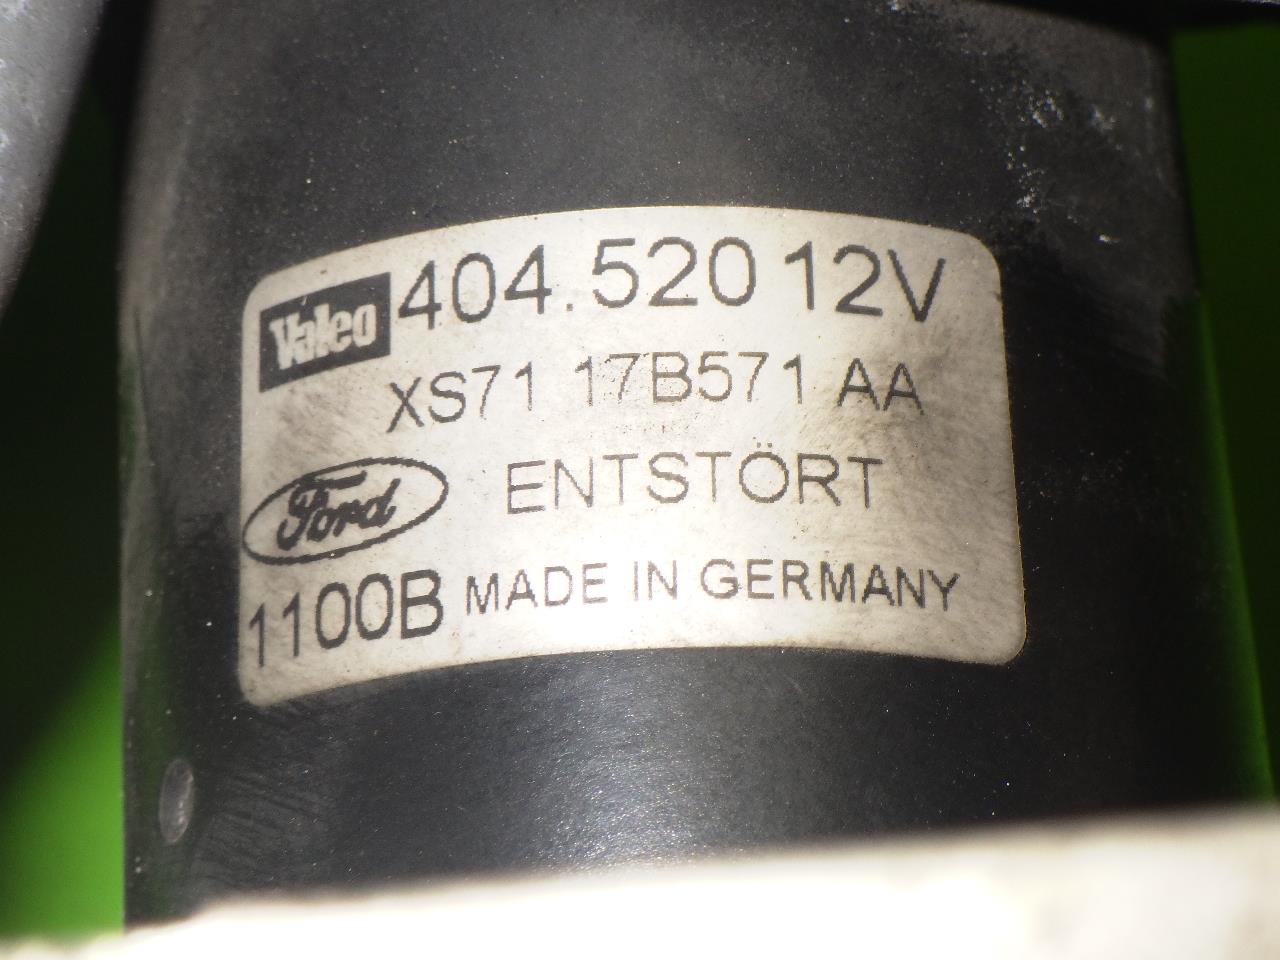 Valeo 404.520 12V
XS71 17B571 AA
Ford ENTSTÖRT
1100B MADE IN GERMANY